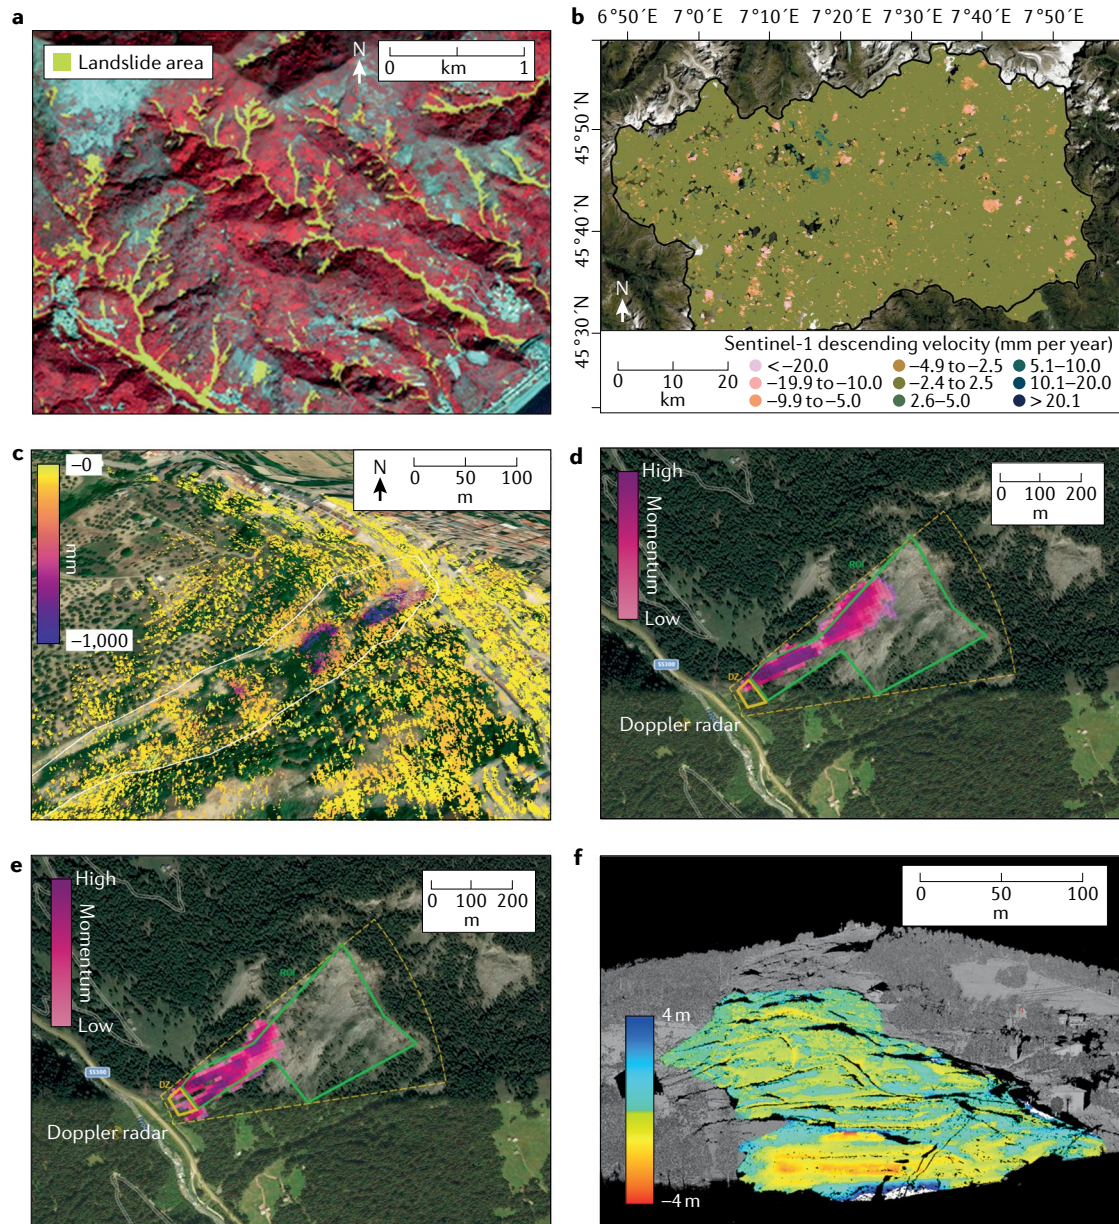 a
Landslide area
N
0 km 1
b
6 °50´E 7 °0´E 7 °10´E 7 °20´E 7 °30´E 7 °40´E 7 °50´E
45 °50´N
45 °40´N
45 °30´N
N
Sentinel-1 descending velocity (mm per year)
0 10 20
km
< –20.0
–19.9 to –10.0
–9.9 to –5.0
–4.9 to –2.5
–2.4 to 2.5
2.6–5.0
5.1–10.0
10.1–20.0
> 20.1
c
–0
mm
–1,000
N
0 50 100
m
d
High
Momentum
Low
0 100 200
m
ROI
SS300
DZ
Doppler radar
e
High
Momentum
Low
0 100 200
m
ROI
SS300
DZ
Doppler radar
f
0 50 100
m
4 m
–4 m